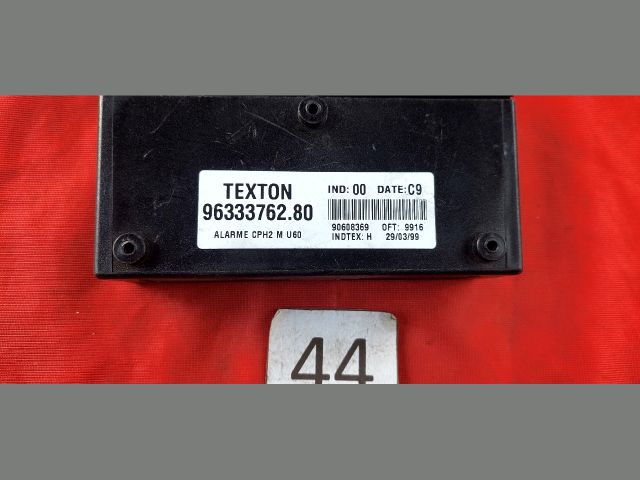 TEXTON
96333762.80
ALARME CPH2 M U60
IND: 00 DATE: C9
90608369 OFT: 9916
INDTEX: H 29/03/99
44